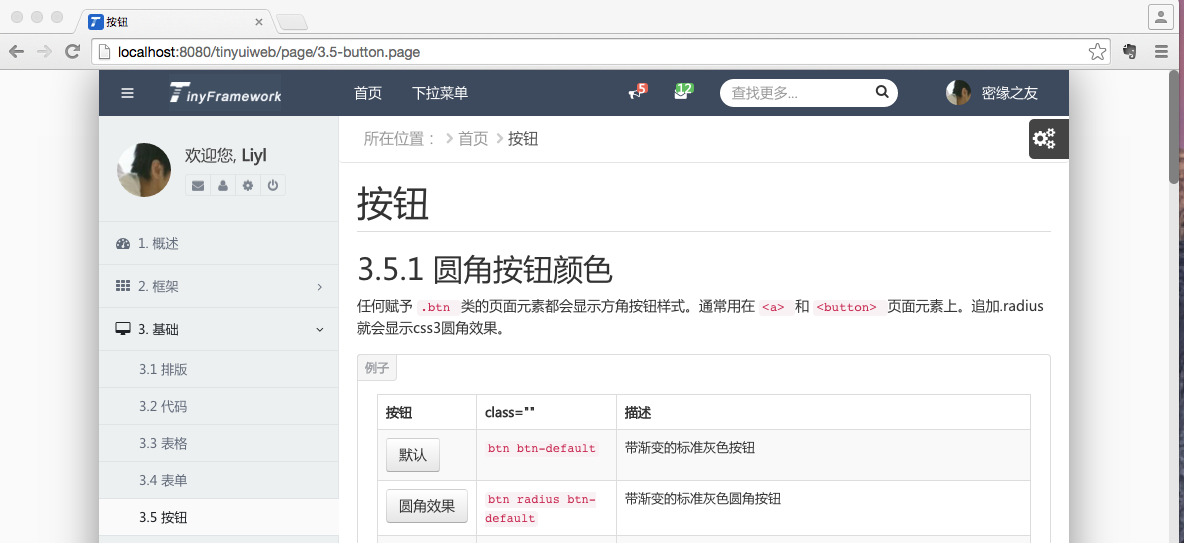 按钮
localhost:8080/tinyuiweb/page/3.5-button.page
TinyFramework 首页 下拉菜单 5 12 查找更多... 密缘之友
欢迎您, Liyl
1. 概述
2. 框架
3. 基础
3.1 排版
3.2 代码
3.3 表格
3.4 表单
3.5 按钮
所在位置： 首页 按钮
按钮
3.5.1 圆角按钮颜色
任何赋予 .btn 类的页面元素都会显示方角按钮样式。通常用在 <a> 和 <button> 页面元素上。追加.radius
就会显示css3圆角效果。
例子
按钮 class="" 描述
默认 btn btn-default 带渐变的标准灰色按钮
圆角效果 btn radius btn- 带渐变的标准灰色圆角按钮
default